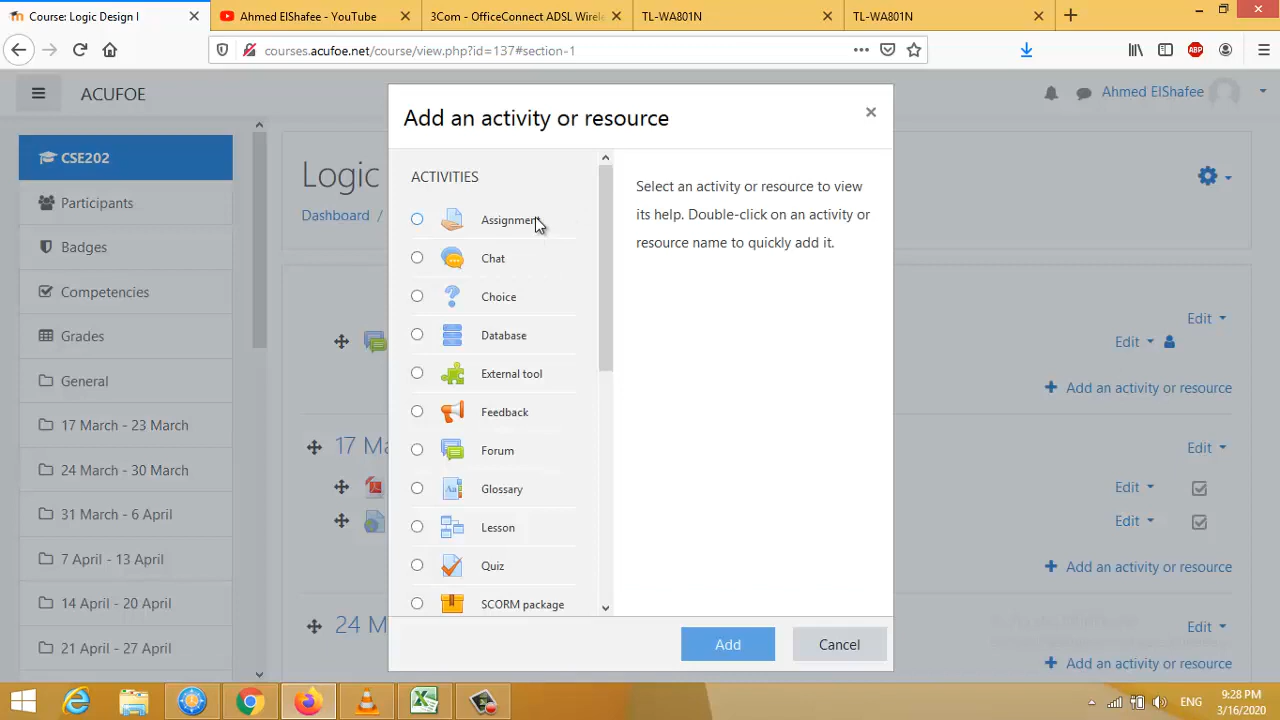 Course: Logic Design I
Ahmed ElShafee - YouTube
3Com - OfficeConnect ADSL Wirele
TL-WA801N
TL-WA801N
courses.acufoe.net/course/view.php?id=137#section-1
ABP
ACUFOE
Ahmed ElShafee
CSE202
Participants
Badges
Competencies
Grades
General
17 March - 23 March
24 March - 30 March
31 March - 6 April
7 April - 13 April
14 April - 20 April
21 April - 27 April
Logic
Dashboard /
Edit
Edit
Add an activity or resource
17 Ma
Edit
Edit
Edit
Add an activity or resource
24 M
Edit
Add an activity or resource
Add an activity or resource
ACTIVITIES
Assignment
Chat
Choice
Database
External tool
Feedback
Forum
Aa
Glossary
Lesson
Quiz
SCORM package
Select an activity or resource to view
its help. Double-click on an activity or
resource name to quickly add it.
Add
Cancel
ENG
9:28 PM
3/16/2020